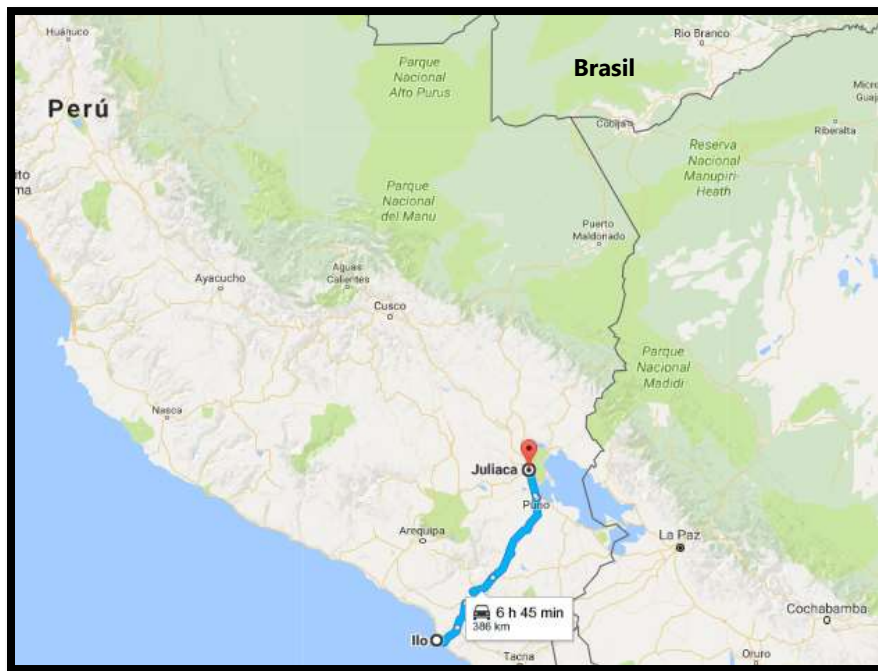 Huánuco
Perú
Parque
Nacional
Alto Purus
Brasil
Rio Branco
Cobija
Riberalta
Reserva
Nacional
Manupiri-
Heath
Parque
Nacional
del Manu
Puerto
Maldonado
Ayacucho
Aguas
Calientes
Cusco
Parque
Nacional
Madidi
Nasca
Juliaca
Puno
Arequipa
La Paz
6 h 45 min
386 km
Cochabamba
Ilo
Tacna
Oruro